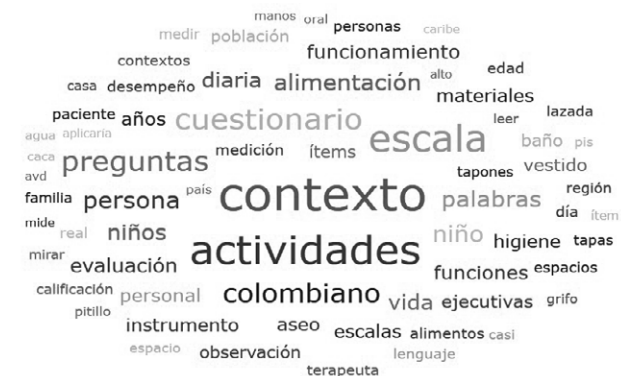 manos oral
medir población personas caribe
contextos funcionamiento
casa desempeño diaria alimentación alto edad
materiales
paciente años cuestionario leer lazada
agua aplicaría escala baño pis
caca preguntas medición ítems tapones vestido
avd
familia persona país contexto palabras región
mide día ítem
real niños actividades niño higiene tapas
mirar evaluación funciones espacios
calificación personal colombiano vida ejecutivas grifo
pitillo
instrumento aseo escalas alimentos casi
espacio observación lenguaje
terapeuta